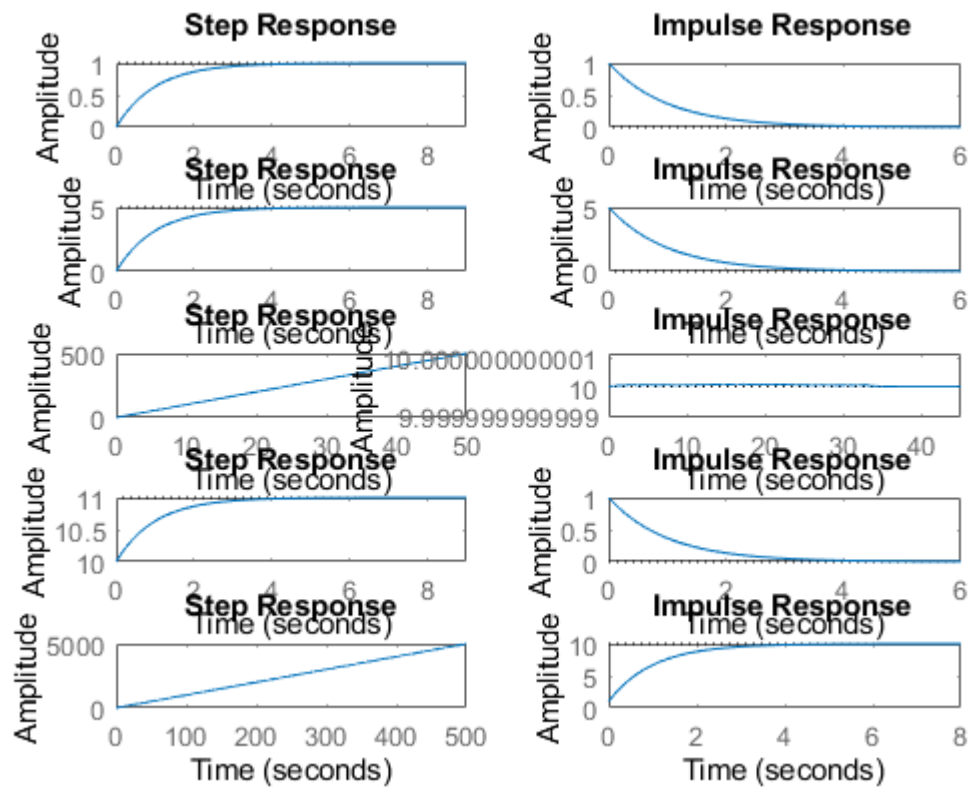 Step Response
Impulse Response
Amplitude
1
0.5
0
0 2 4 6 8
Time (seconds)
Amplitude
1
0.5
0
0 2 4 6
Time (seconds)
Step Response
Impulse Response
Amplitude
5
0
0 2 4 6 8
Time (seconds)
Amplitude
5
0
0 2 4 6
Time (seconds)
Step Response
Impulse Response
Amplitude
500
0
0 10 20 30 40 50
Time (seconds)
Amplitude
10.000000000001
10
9.9999999999999
0 10 20 30 40
Time (seconds)
Step Response
Impulse Response
Amplitude
11
10.5
10
0 2 4 6 8
Time (seconds)
Amplitude
1
0.5
0
0 2 4 6
Time (seconds)
Step Response
Impulse Response
Amplitude
5000
0
0 100 200 300 400 500
Time (seconds)
Amplitude
10
5
0
0 2 4 6 8
Time (seconds)